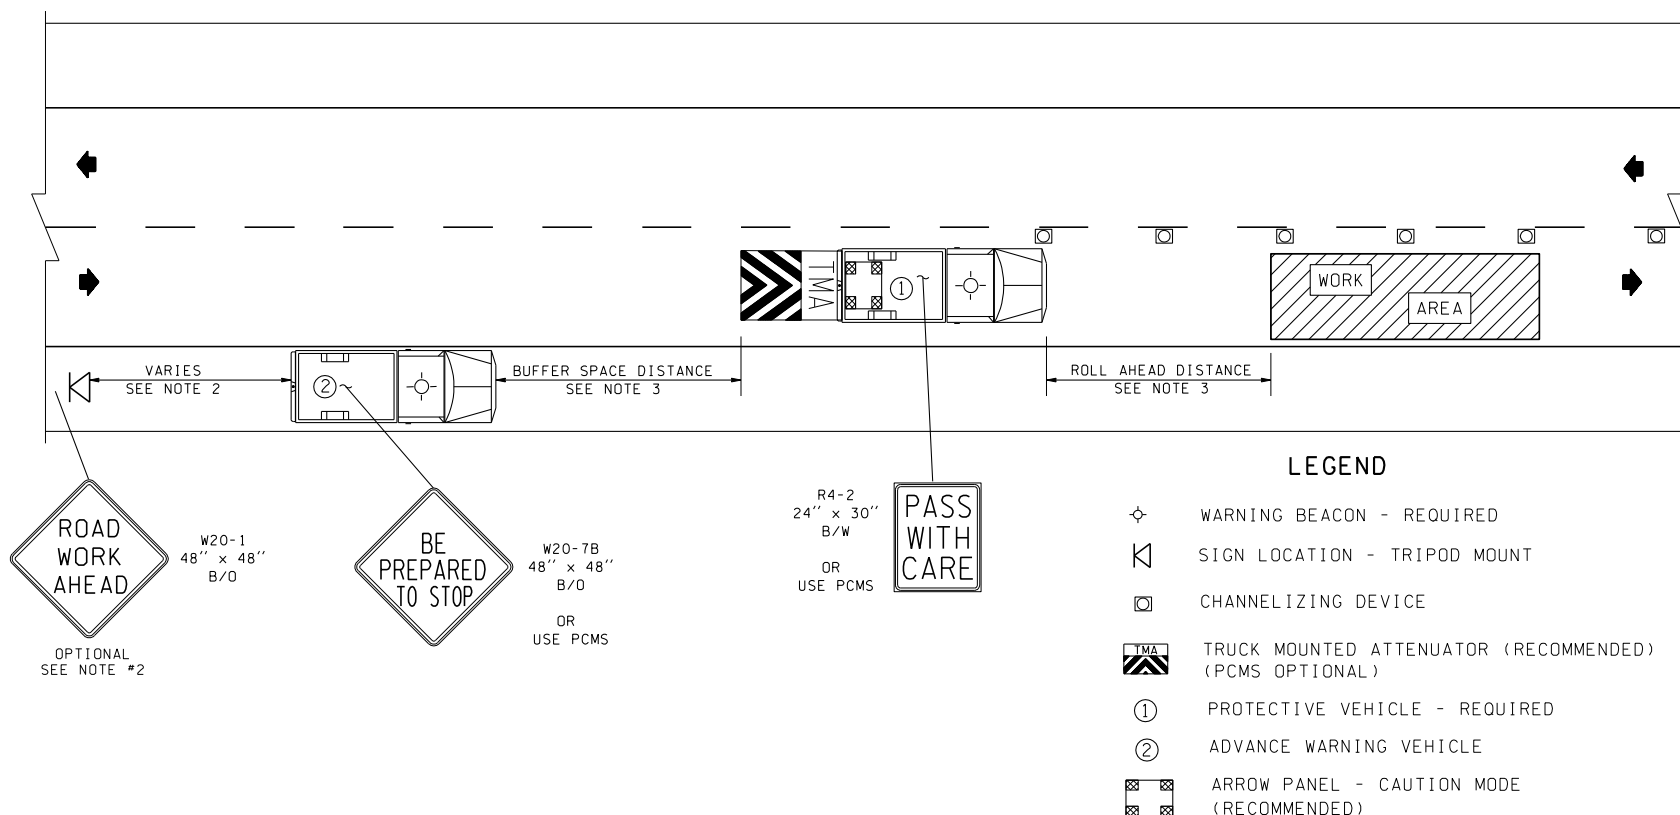 TMA
1
WORK
AREA
VARIES
SEE NOTE 2
2
BUFFER SPACE DISTANCE
SEE NOTE 3
ROLL AHEAD DISTANCE
SEE NOTE 3
ROAD
WORK
AHEAD
W20-1
48'' x 48''
B/O
OPTIONAL
SEE NOTE #2
BE
PREPARED
TO STOP
W20-7B
48'' x 48''
B/O
OR
USE PCMS
R4-2
24'' x 30''
B/W
OR
USE PCMS
PASS
WITH
CARE
LEGEND
WARNING BEACON - REQUIRED
SIGN LOCATION - TRIPOD MOUNT
CHANNELIZING DEVICE
TMA
TRUCK MOUNTED ATTENUATOR (RECOMMENDED)
(PCMS OPTIONAL)
1 PROTECTIVE VEHICLE - REQUIRED
2 ADVANCE WARNING VEHICLE
ARROW PANEL - CAUTION MODE
(RECOMMENDED)